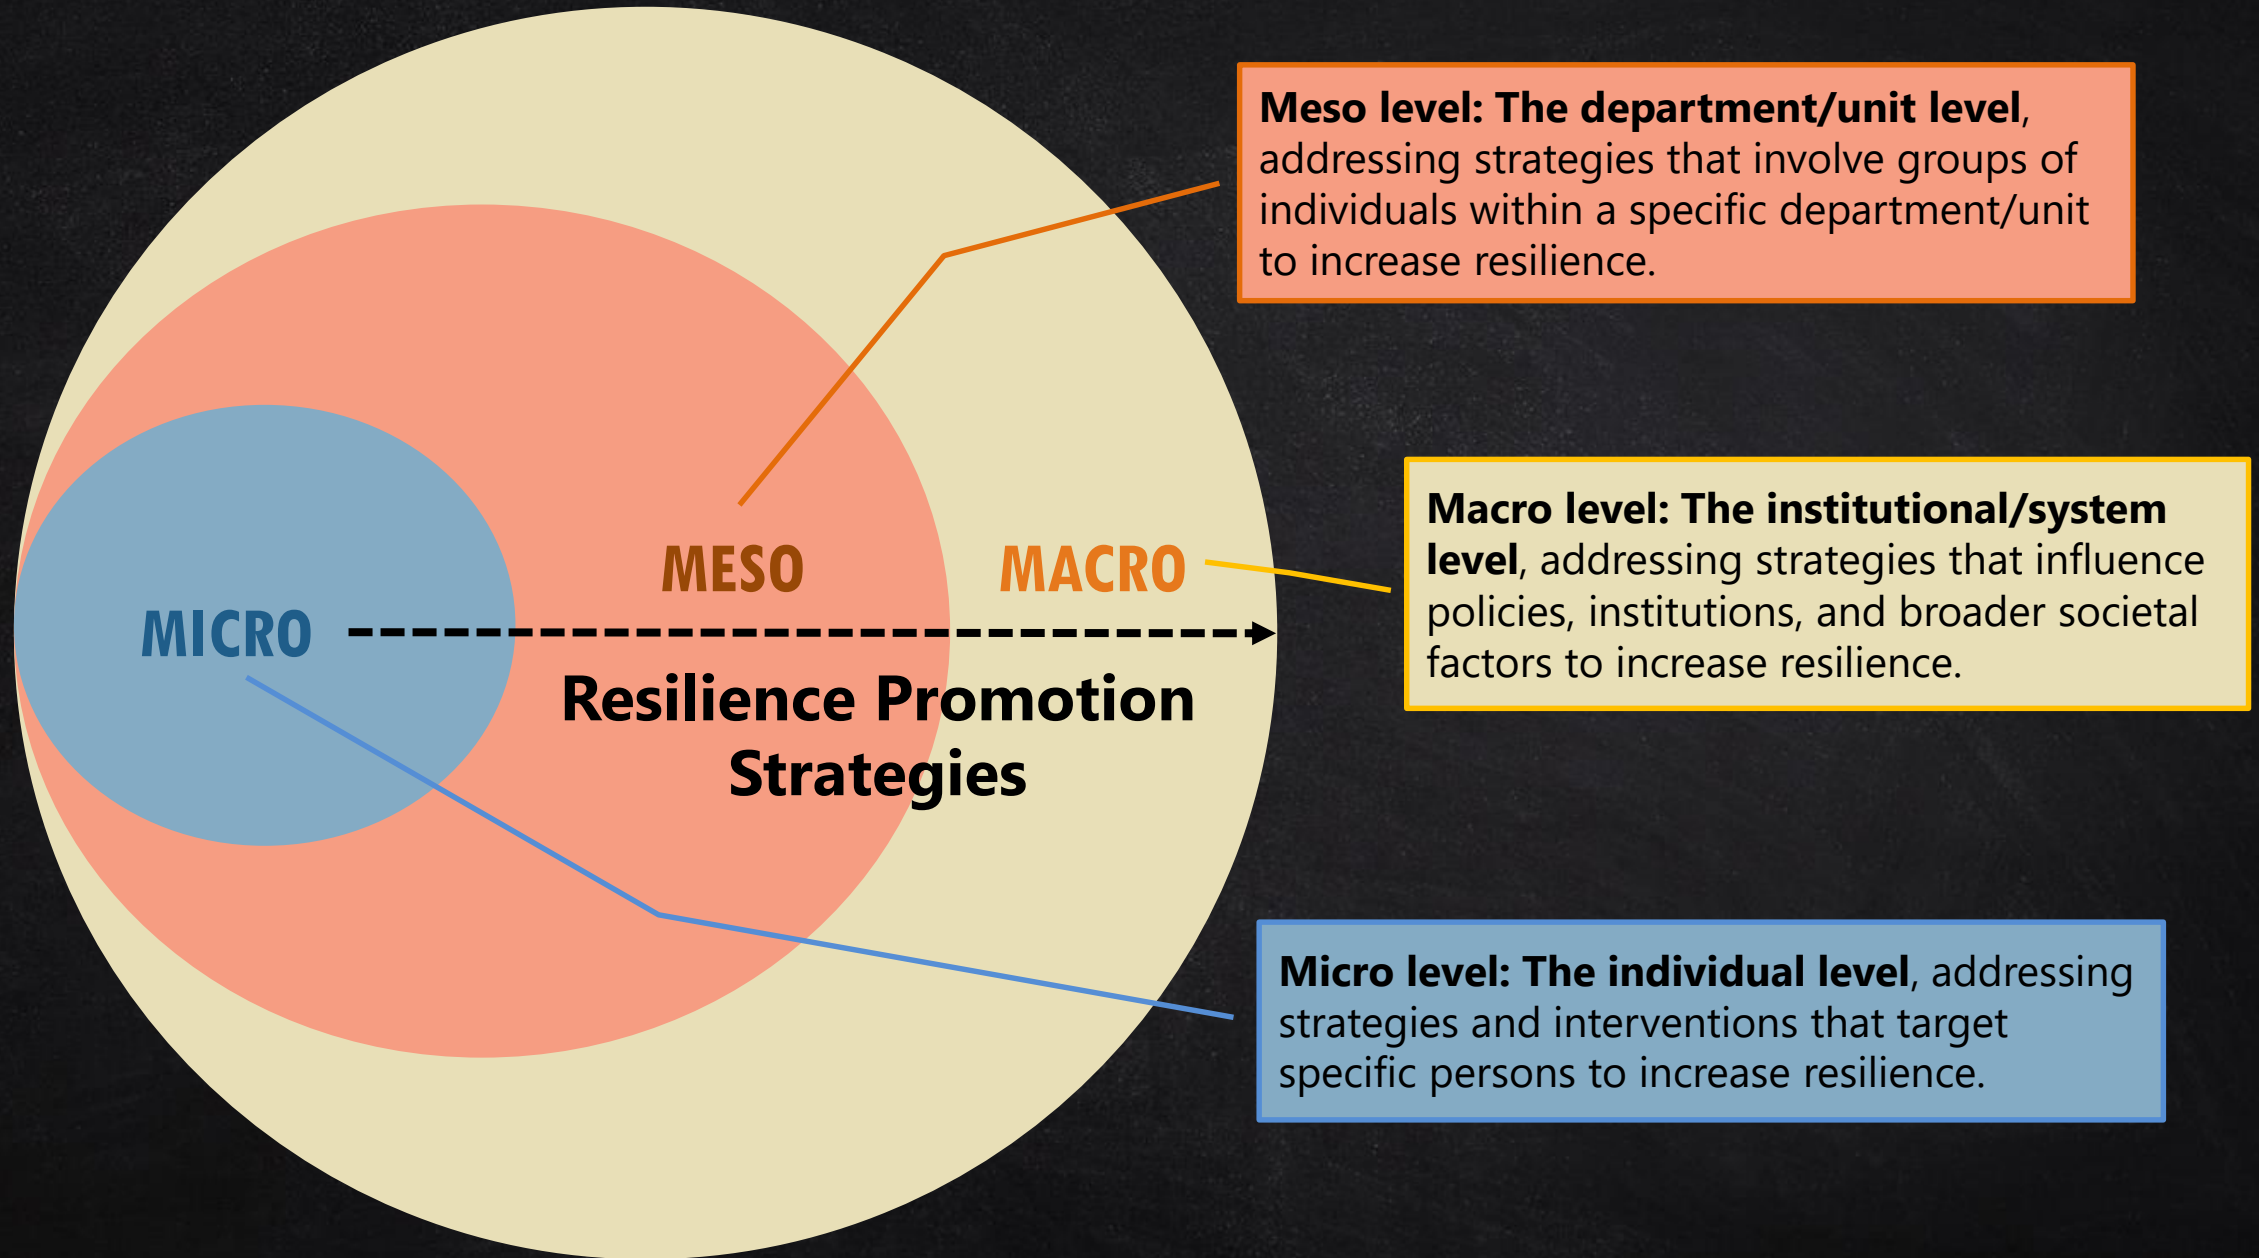 Meso level: The department/unit level,
addressing strategies that involve groups of
individuals within a specific department/unit
to increase resilience.
MICRO
MESO
MACRO
Resilience Promotion
Strategies
Macro level: The institutional/system
level, addressing strategies that influence
policies, institutions, and broader societal
factors to increase resilience.
Micro level: The individual level, addressing
strategies and interventions that target
specific persons to increase resilience.